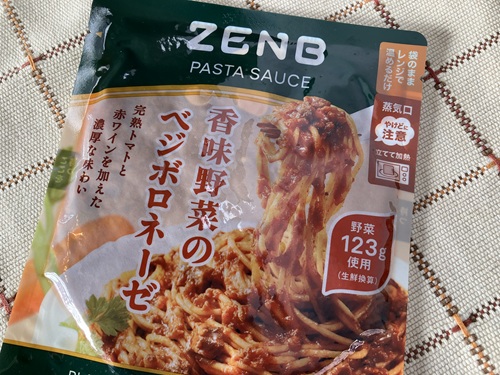 ZENB
PASTA SAUCE
袋のまま
レンジで
温めるだけ
蒸気口
やけどに
注意
立てて加熱
香味野菜の
ベジボロネーゼ
完熟トマトと
赤ワインを加えた
濃厚な味わい
野菜
123g
使用
(生鮮換算)